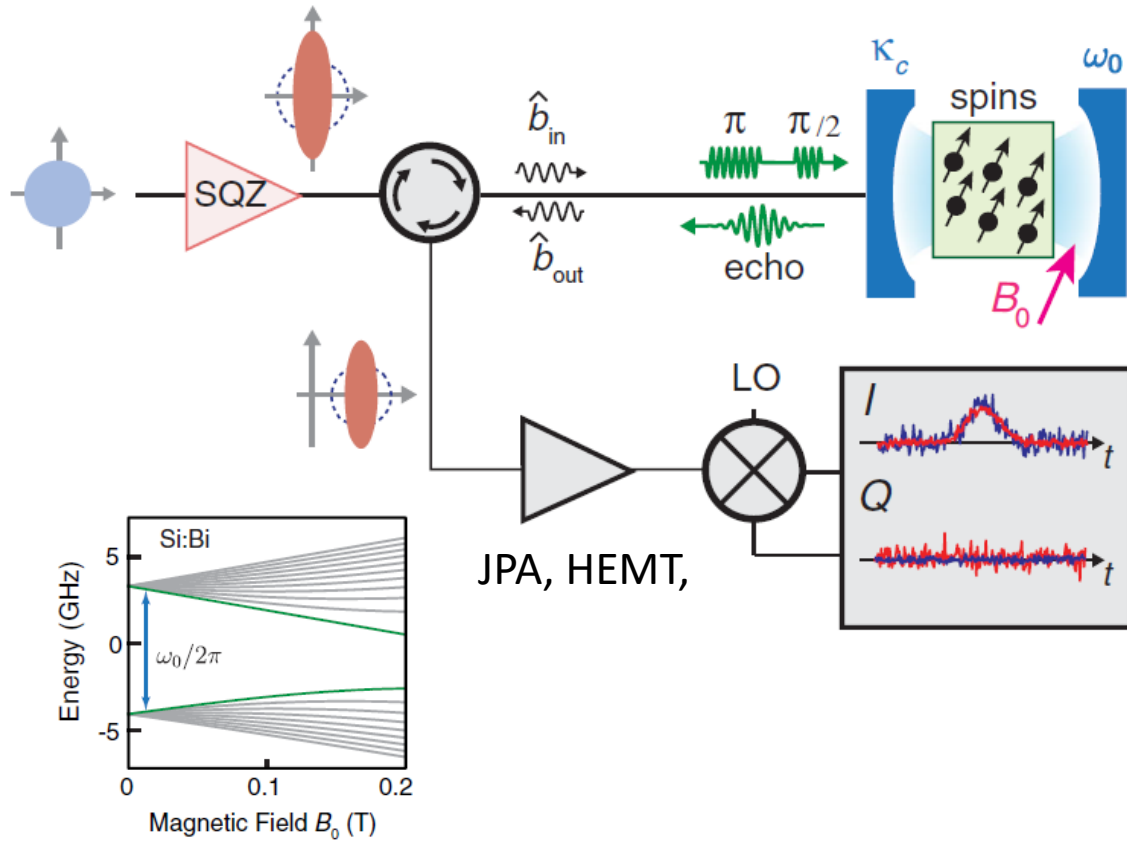 κc
ω0
spins
π π/2
b̂in
SQZ
b̂out
echo
B0
LO
I
t
Q
t
JPA, HEMT,
Si:Bi
5
0
-5
Energy (GHz)
ω0/2π
0 0.1 0.2
Magnetic Field B0 (T)